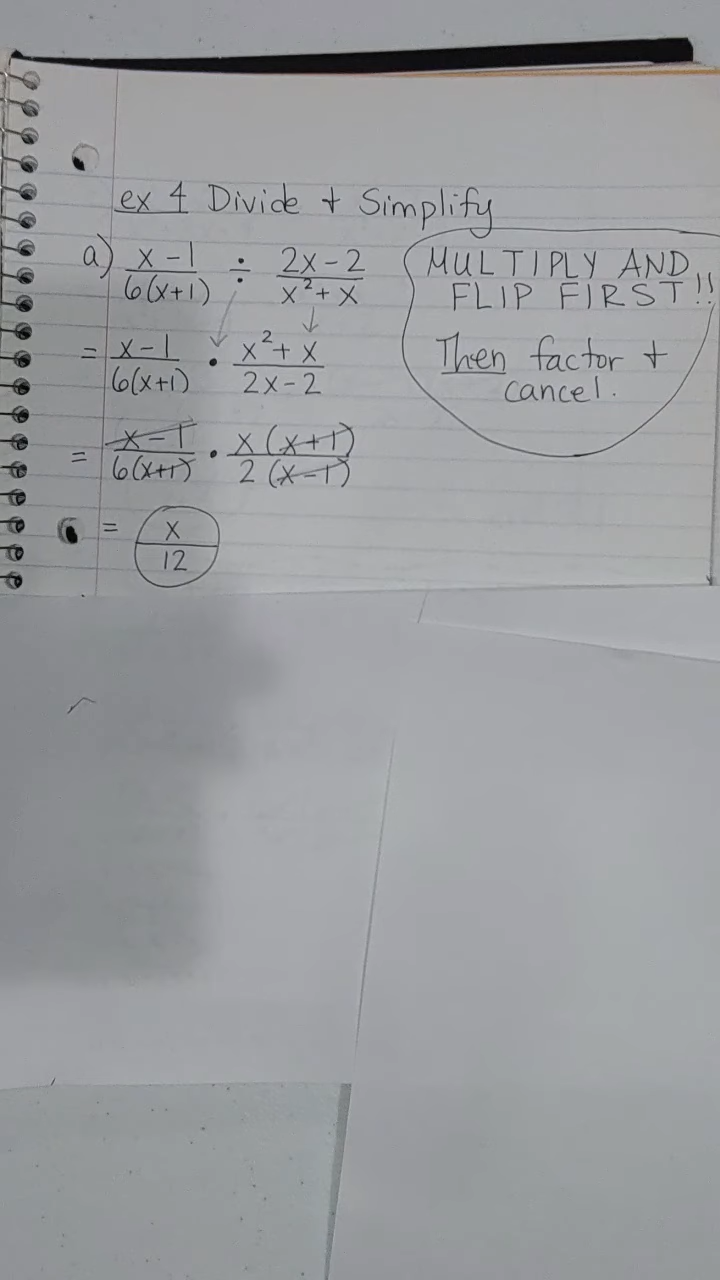 ex 4 Divide + Simplify
a) x-1/6(x+1) ÷ 2x-2/x²+x
= x-1/6(x+1) • x²+x/2x-2
= x-1/6(x+1) • x(x+1)/2(x-1)
= x/12
MULTIPLY AND
FLIP FIRST!!
Then factor +
cancel.